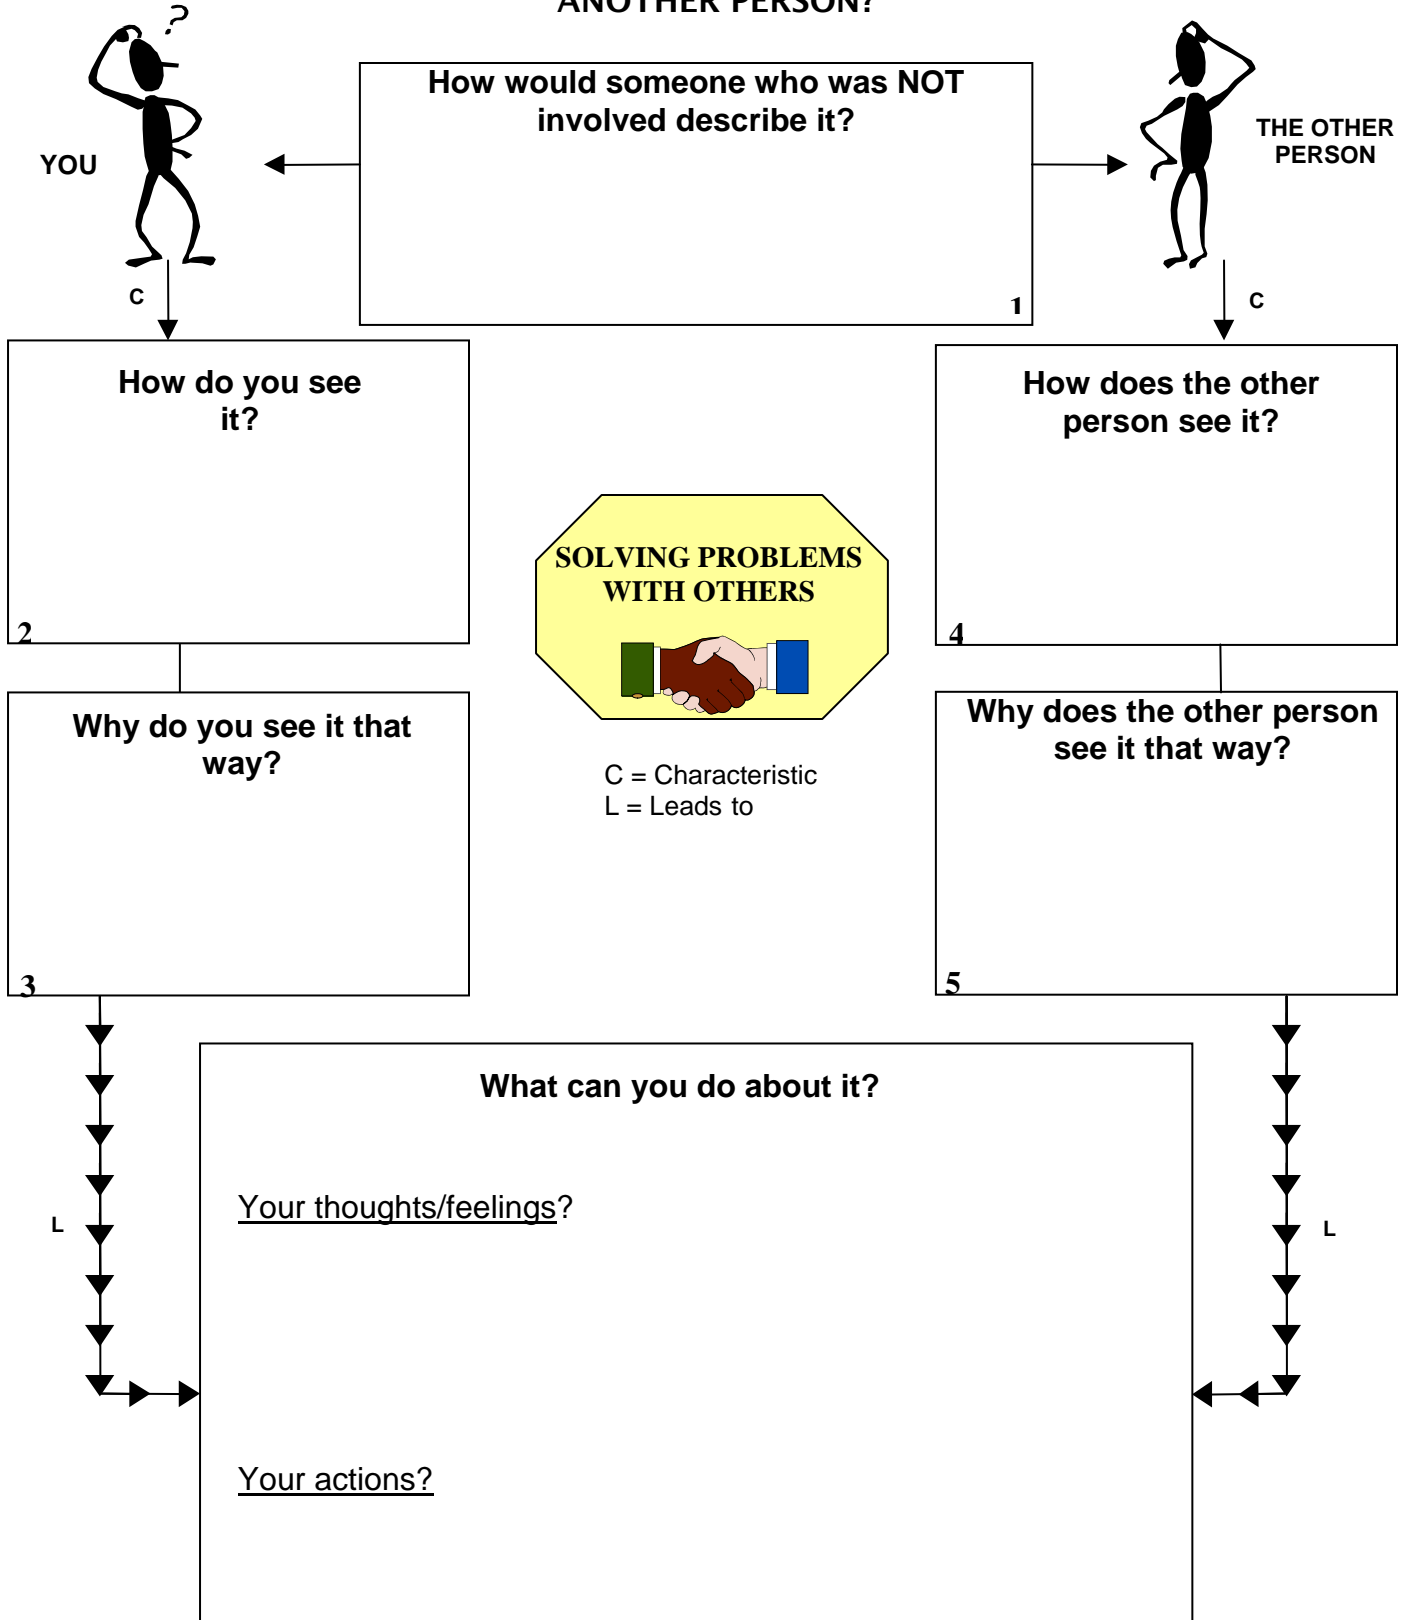 ANOTHER PERSON?
?
How would someone who was NOT
involved describe it?
YOU
THE OTHER
PERSON
1
C
C
How do you see
it?
2
How does the other
person see it?
4
SOLVING PROBLEMS
WITH OTHERS
C = Characteristic
L = Leads to
Why do you see it that
way?
3
Why does the other person
see it that way?
5
L
L
What can you do about it?
Your thoughts/feelings?
Your actions?